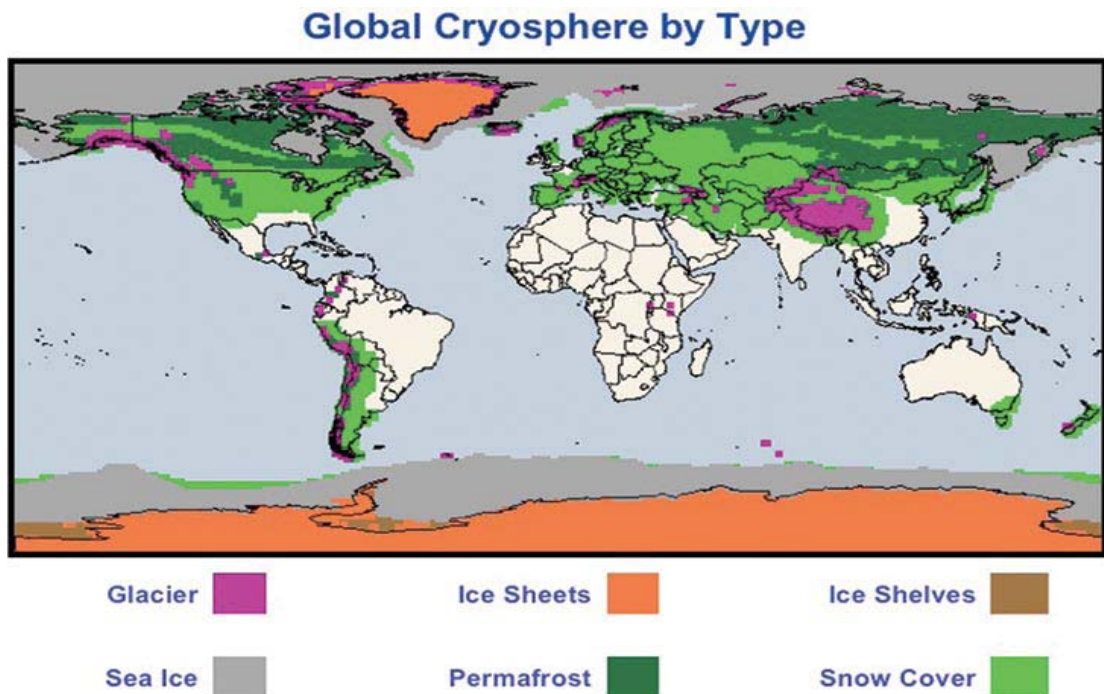 Global Cryosphere by Type
Glacier
Ice Sheets
Ice Shelves
Sea Ice
Permafrost
Snow Cover